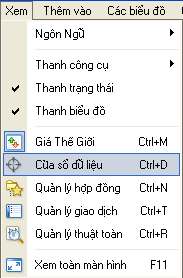 Xem Thêm vào Các biểu đồ
Ngôn Ngữ
Thanh công cụ
Thanh trạng thái
Thanh biểu đồ
Giá Thế Giới Ctrl+M
Cửa sổ dữ liệu Ctrl+D
Quản lý hợp đồng Ctrl+N
Quản lý giao dịch Ctrl+T
Quản lý thuật toán Ctrl+R
Xem toàn màn hình F11